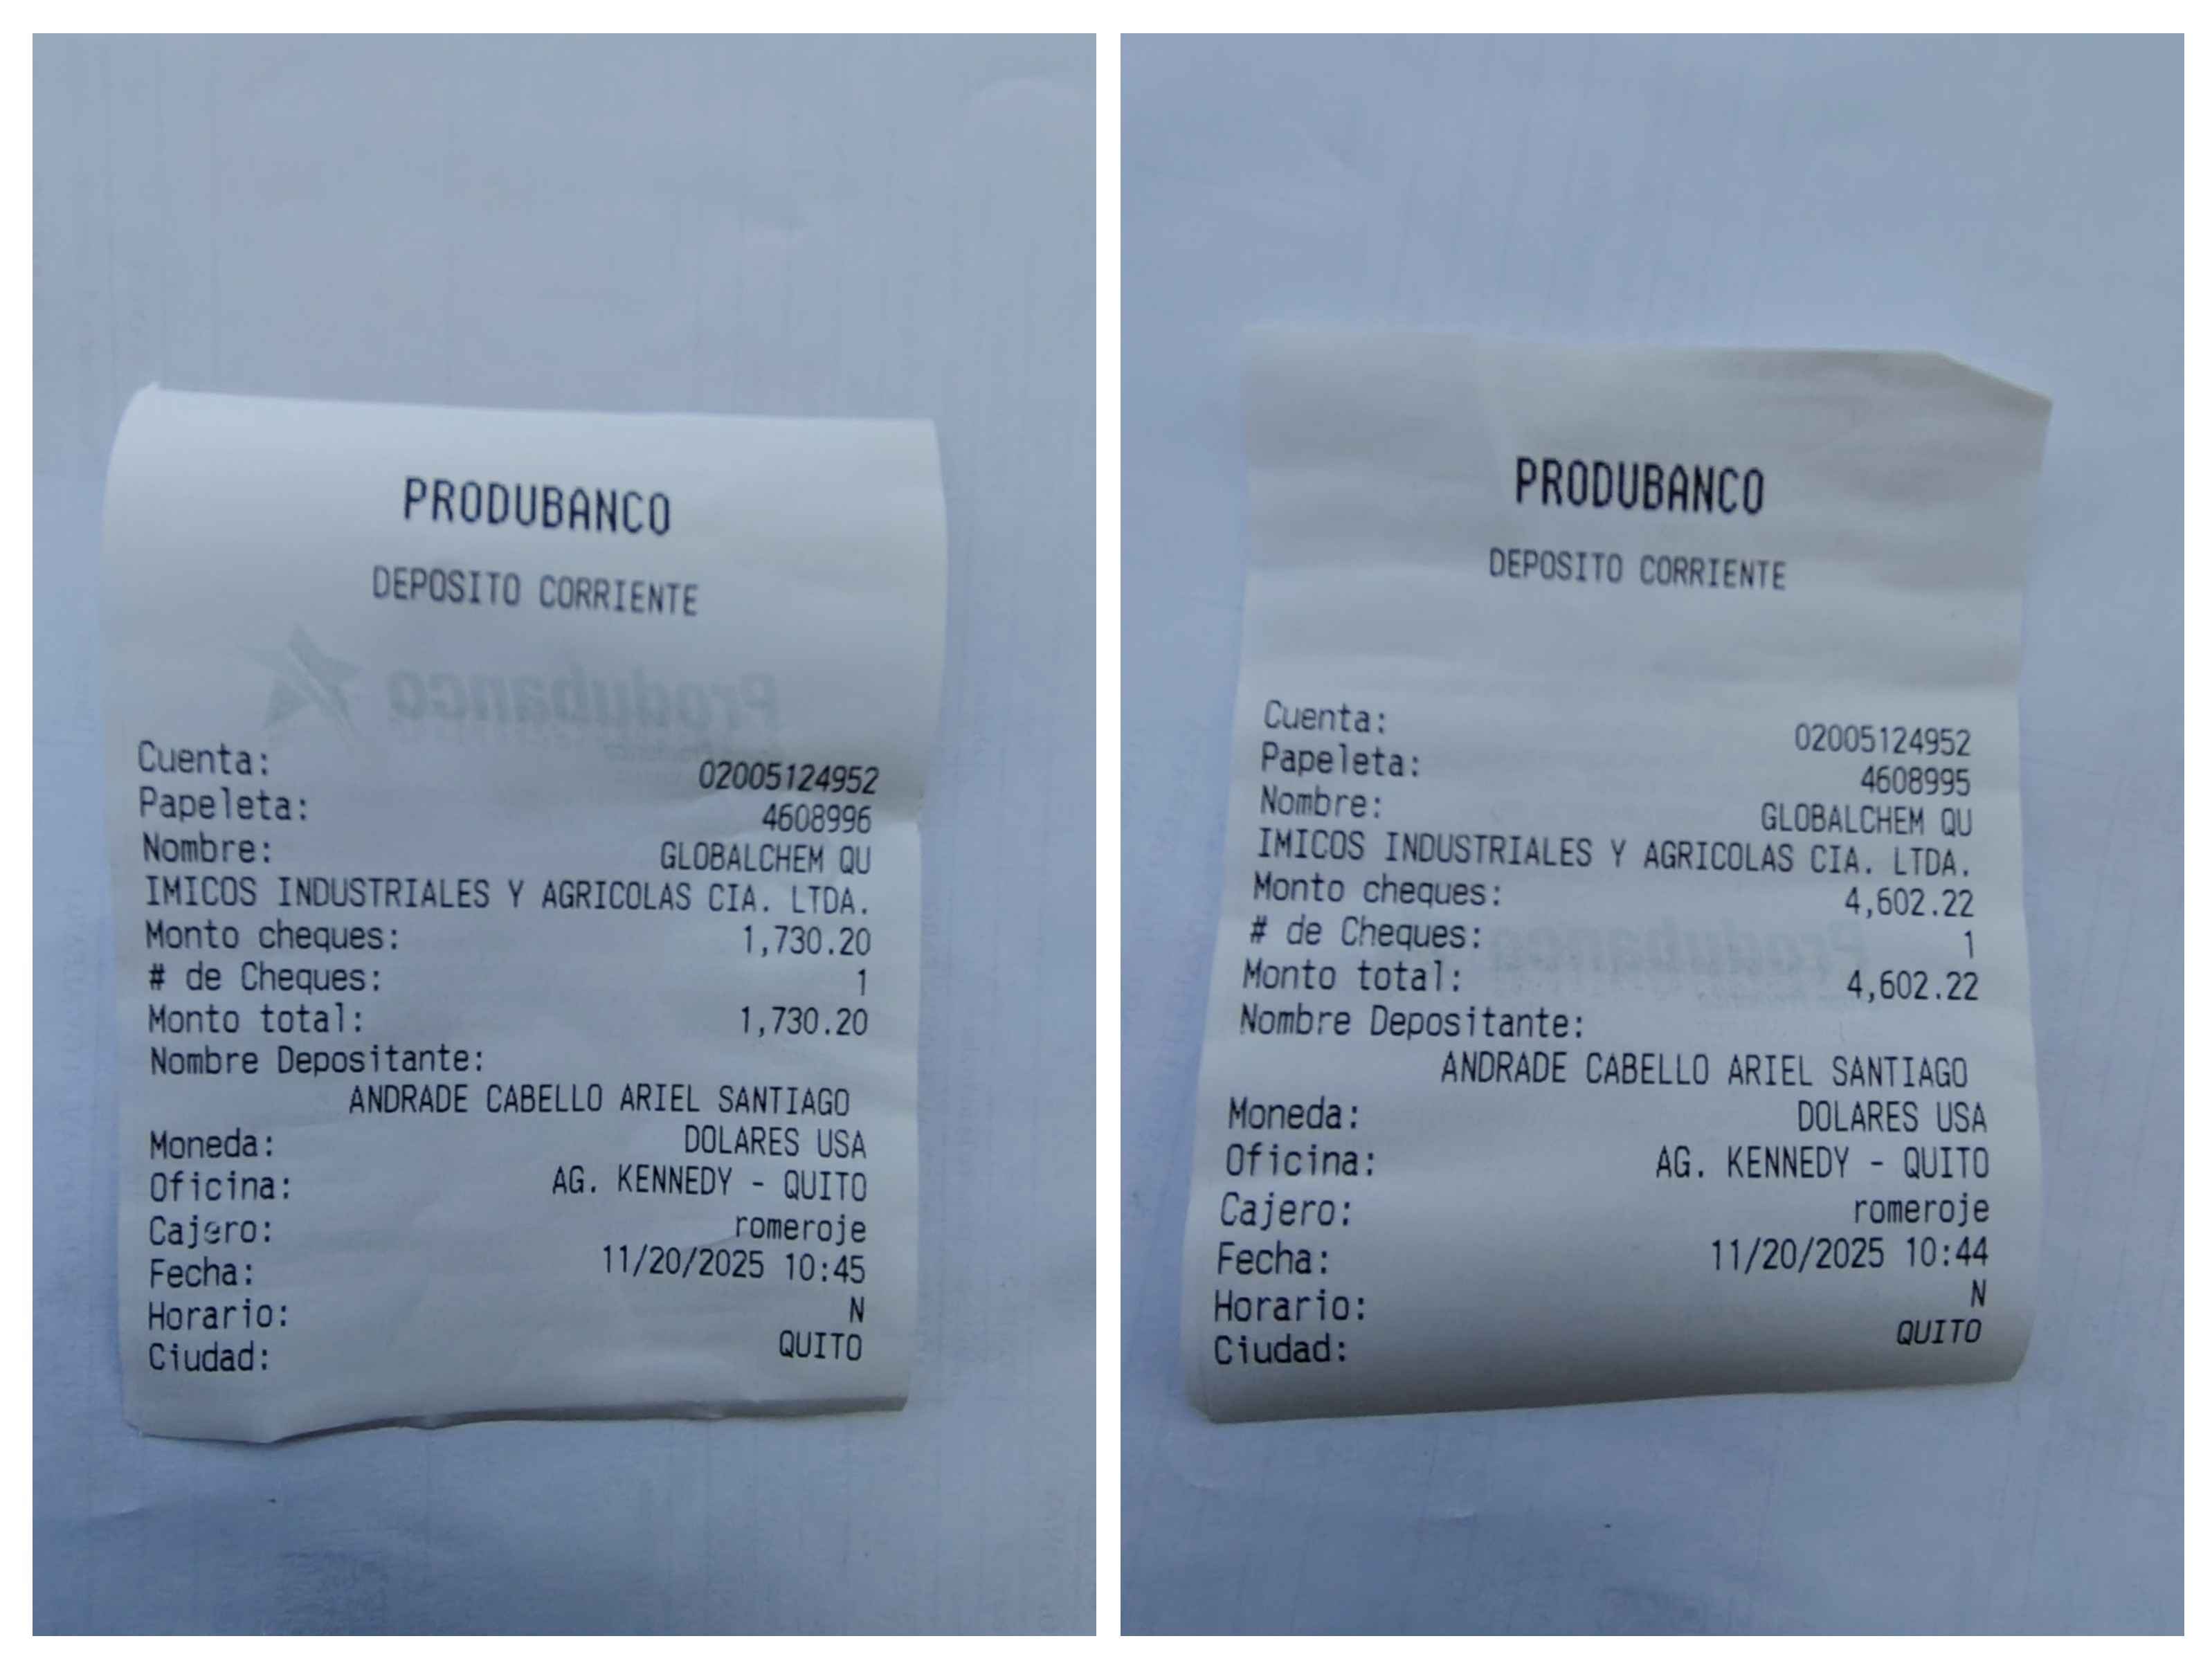 PRODUBANCO
DEPOSITO CORRIENTE
Produbanco
Cuenta: 02005124952
Papeleta: 4608996
Nombre: GLOBALCHEM QU
IMICOS INDUSTRIALES Y AGRICOLAS CIA. LTDA.
Monto cheques: 1,730.20
# de Cheques: 1
Monto total: 1,730.20
Nombre Depositante:
ANDRADE CABELLO ARIEL SANTIAGO
Moneda: DOLARES USA
Oficina: AG. KENNEDY - QUITO
Cajero: romeroje
Fecha: 11/20/2025 10:45
Horario: N
Ciudad: QUITO
PRODUBANCO
DEPOSITO CORRIENTE
Cuenta: 02005124952
Papeleta: 4608995
Nombre: GLOBALCHEM QU
IMICOS INDUSTRIALES Y AGRICOLAS CIA. LTDA.
Monto cheques: 4,602.22
# de Cheques: 1
Produbanco
Monto total: 4,602.22
Nombre Depositante:
ANDRADE CABELLO ARIEL SANTIAGO
Moneda: DOLARES USA
Oficina: AG. KENNEDY - QUITO
Cajero: romeroje
Fecha: 11/20/2025 10:44
Horario: N
Ciudad: QUITO